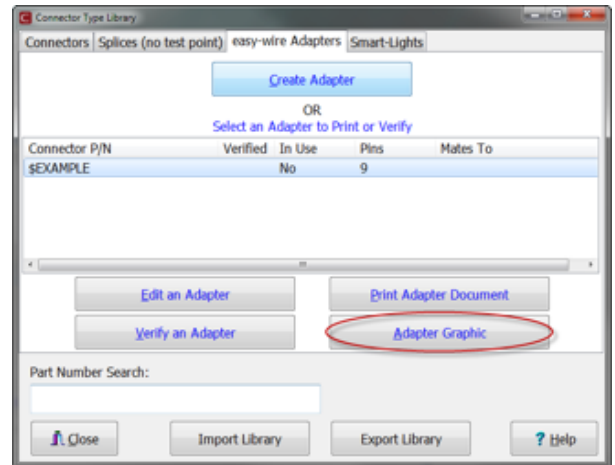 Connector Type Library
Connectors Splices (no test point) easy-wire Adapters Smart-Lights
Create Adapter
OR
Select an Adapter to Print or Verify
Connector P/N Verified In Use Pins Mates To
$EXAMPLE No 9
Edit an Adapter Print Adapter Document
Verify an Adapter Adapter Graphic
Part Number Search:
Close Import Library Export Library ? Help